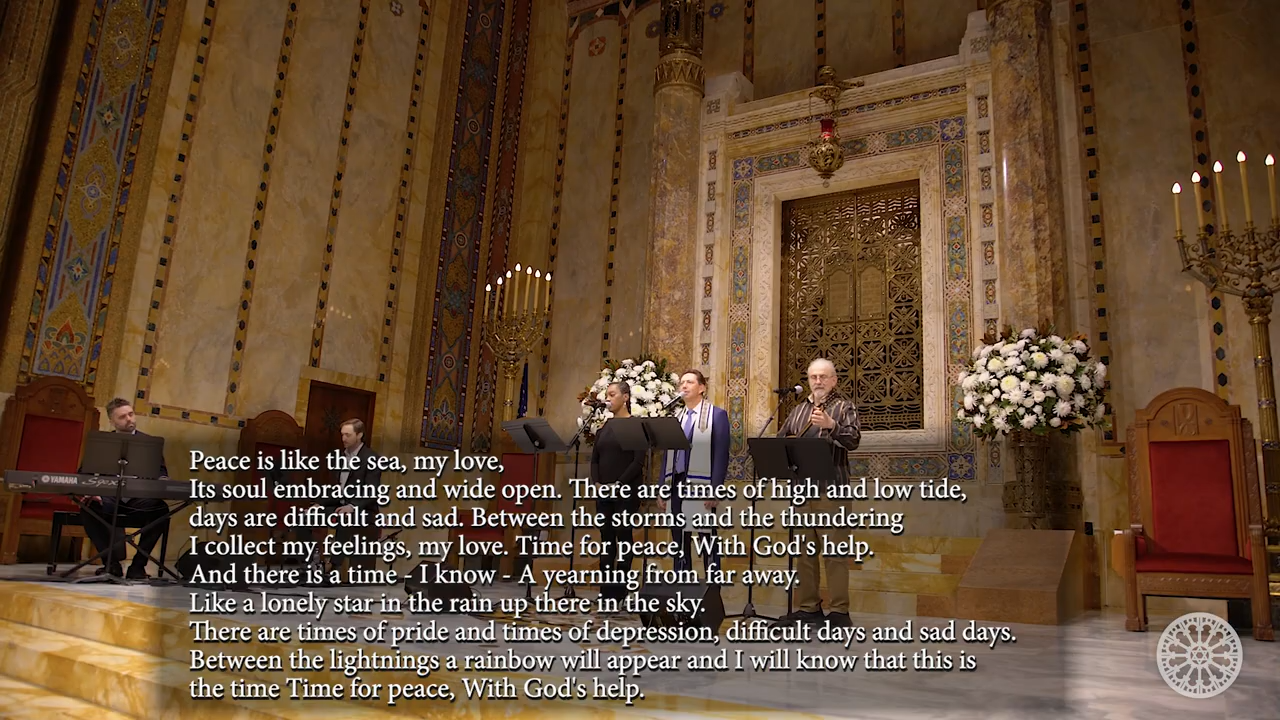 Peace is like the sea, my love,
Its soul embracing and wide open. There are times of high and low tide,
days are difficult and sad. Between the storms and the thundering
I collect my feelings, my love. Time for peace, With God's help.
And there is a time - I know - A yearning from far away.
Like a lonely star in the rain up there in the sky.
There are times of pride and times of depression, difficult days and sad days.
Between the lightnings a rainbow will appear and I will know that this is
the time Time for peace, With God's help.
YAMAHA